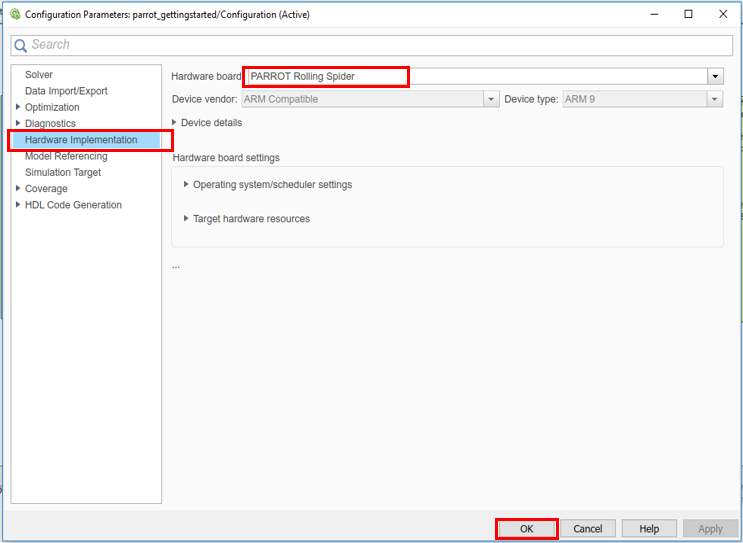 Configuration Parameters: parrot_gettingstarted/Configuration (Active)
Search
Solver
Data Import/Export
Optimization
Diagnostics
Hardware Implementation
Model Referencing
Simulation Target
Coverage
HDL Code Generation
Hardware board: PARROT Rolling Spider
Device vendor: ARM Compatible Device type: ARM 9
Device details
Hardware board settings
Operating system/scheduler settings
Target hardware resources
...
OK Cancel Help Apply